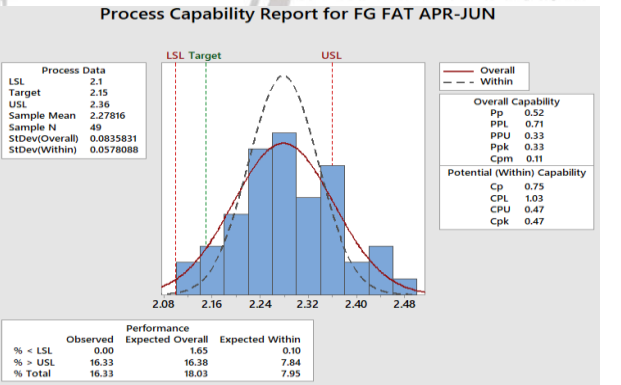 Process Capability Report for FG FAT APR-JUN
LSL Target USL
Process Data
LSL 2.1
Target 2.15
USL 2.36
Sample Mean 2.27816
Sample N 49
StDev(Overall) 0.0835831
StDev(Within) 0.0578088
Overall
Within
Overall Capability
Pp 0.52
PPL 0.71
PPU 0.33
Ppk 0.33
Cpm 0.11
Potential (Within) Capability
Cp 0.75
CPL 1.03
CPU 0.47
Cpk 0.47
2.08 2.16 2.24 2.32 2.40 2.48
Performance
Observed Expected Overall Expected Within
% < LSL 0.00 1.65 0.10
% > USL 16.33 16.38 7.84
% Total 16.33 18.03 7.95